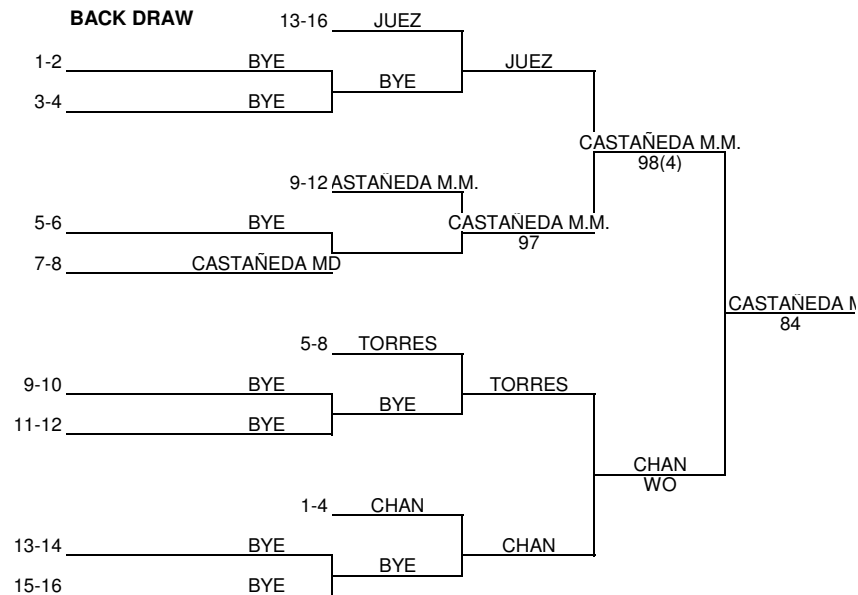 BACK DRAW
13-16 JUEZ
1-2 BYE JUEZ
BYE
3-4 BYE
CASTAÑEDA M.M.
98(4)
9-12 ASTAÑEDA M.M.
5-6 BYE CASTAÑEDA M.M.
97
7-8 CASTAÑEDA MD
CASTAÑEDA M
84
5-8 TORRES
9-10 BYE TORRES
BYE
11-12 BYE
CHAN
WO
1-4 CHAN
13-14 BYE CHAN
BYE
15-16 BYE